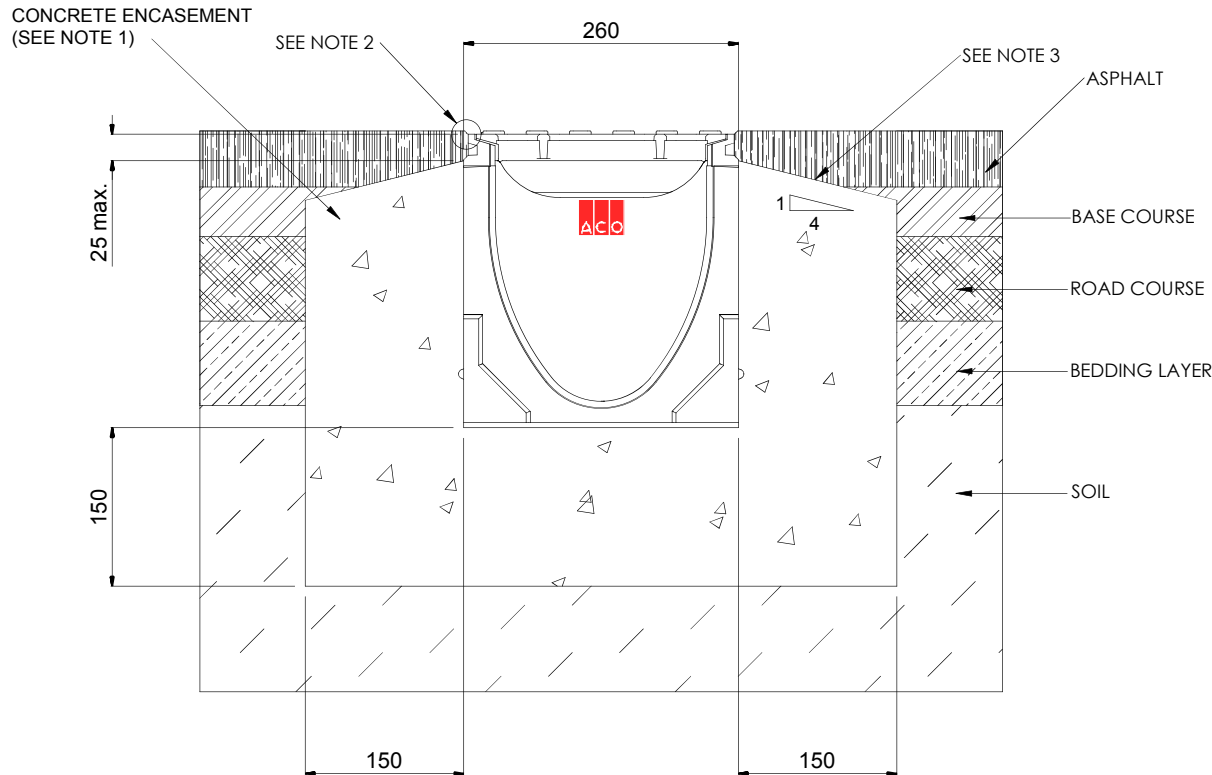 CONCRETE ENCASEMENT
(SEE NOTE 1)
SEE NOTE 2
260
SEE NOTE 3
ASPHALT
25 max.
ACO
1
4
BASE COURSE
ROAD COURSE
BEDDING LAYER
150
SOIL
150
150